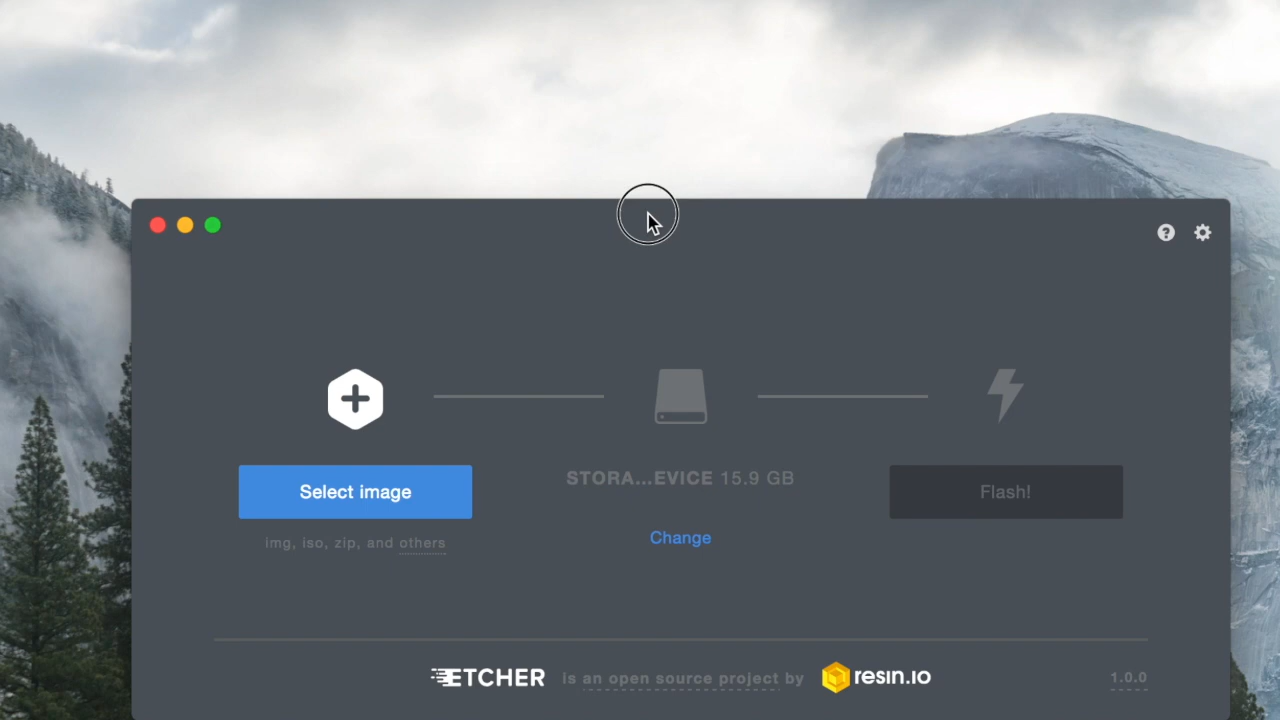 Select image
img, iso, zip, and others
STORA...EVICE 15.9 GB
Change
Flash!
ETCHER is an open source project by resin.io
1.0.0